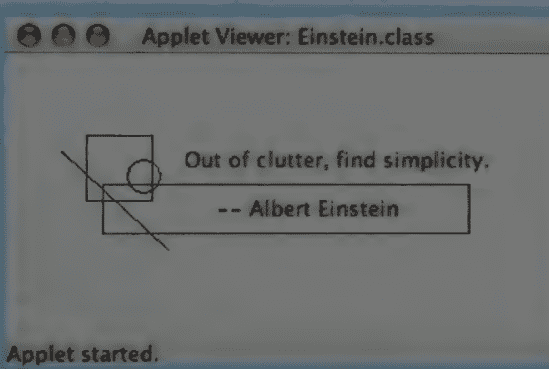 Applet Viewer: Einstein.class
Out of clutter, find simplicity.
-- Albert Einstein
Applet started.